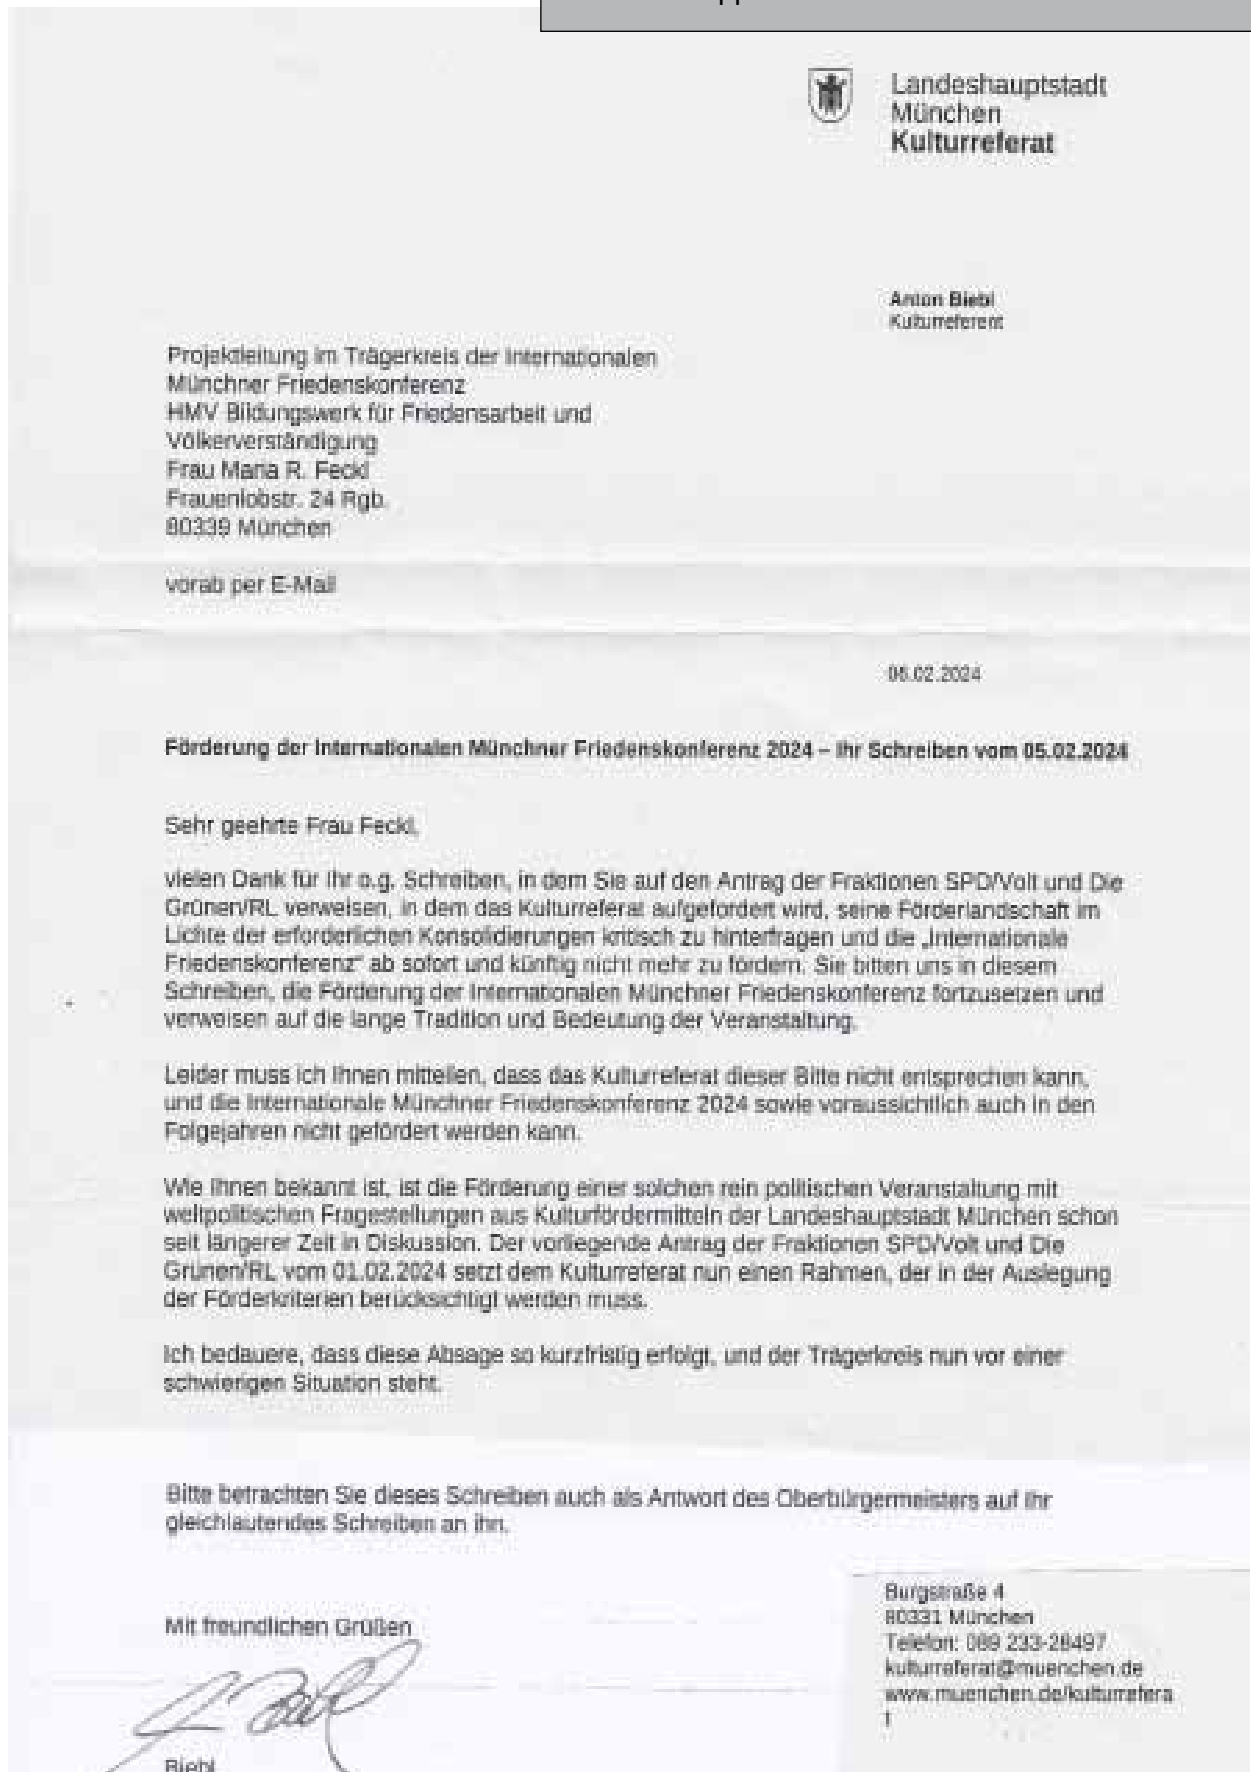 Landeshauptstadt
München
Kulturreferat
Anton Biebl
Kulturreferent
Projektleitung im Trägerkreis der Internationalen
Münchner Friedenskonferenz
HMV Bildungswerk für Friedensarbeit und
Völkerverständigung
Frau Maria R. Feckl
Frauenlobstr. 24 Rgb.
80339 München
vorab per E-Mail
06.02.2024
Förderung der Internationalen Münchner Friedenskonferenz 2024 – Ihr Schreiben vom 05.02.2024
Sehr geehrte Frau Feckl,
vielen Dank für Ihr o.g. Schreiben, in dem Sie auf den Antrag der Fraktionen SPD/Volt und Die
Grünen/RL verweisen, in dem das Kulturreferat aufgefordert wird, seine Förderlandschaft im
Lichte der erforderlichen Konsolidierungen kritisch zu hinterfragen und die „Internationale
Friedenskonferenz“ ab sofort und künftig nicht mehr zu fördern. Sie bitten uns in diesem
Schreiben, die Förderung der Internationalen Münchner Friedenskonferenz fortzusetzen und
verweisen auf die lange Tradition und Bedeutung der Veranstaltung.
Leider muss ich Ihnen mitteilen, dass das Kulturreferat dieser Bitte nicht entsprechen kann,
und die Internationale Münchner Friedenskonferenz 2024 sowie voraussichtlich auch in den
Folgejahren nicht gefördert werden kann.
Wie Ihnen bekannt ist, ist die Förderung einer solchen rein politischen Veranstaltung mit
weltpolitischen Fragestellungen aus Kulturfördermitteln der Landeshauptstadt München schon
seit längerer Zeit in Diskussion. Der vorliegende Antrag der Fraktionen SPD/Volt und Die
Grünen/RL vom 01.02.2024 setzt dem Kulturreferat nun einen Rahmen, der in der Auslegung
der Förderkriterien berücksichtigt werden muss.
Ich bedauere, dass diese Absage so kurzfristig erfolgt, und der Trägerkreis nun vor einer
schwierigen Situation steht.
Bitte betrachten Sie dieses Schreiben auch als Antwort des Oberbürgermeisters auf Ihr
gleichlautendes Schreiben an ihn.
Mit freundlichen Grüßen
Biebl
Burgstraße 4
80331 München
Telefon: 089 233-28497
kulturreferat@muenchen.de
www.muenchen.de/kulturrefera
t